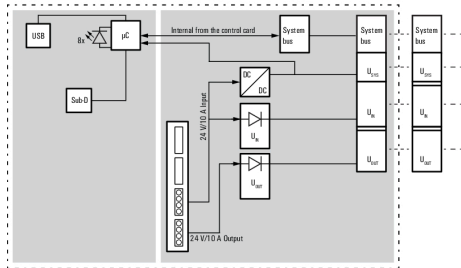 USB
8x
µC
Sub-D
Internal from the control card
System bus
System bus
System bus
DC
DC
U_SYS
U_SYS
24 V/10 A Input
U_IN
U_IN
U_IN
U_OUT
U_OUT
U_OUT
24 V/10 A Output